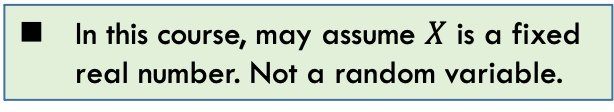 ■ In this course, may assume X is a fixed
real number. Not a random variable.